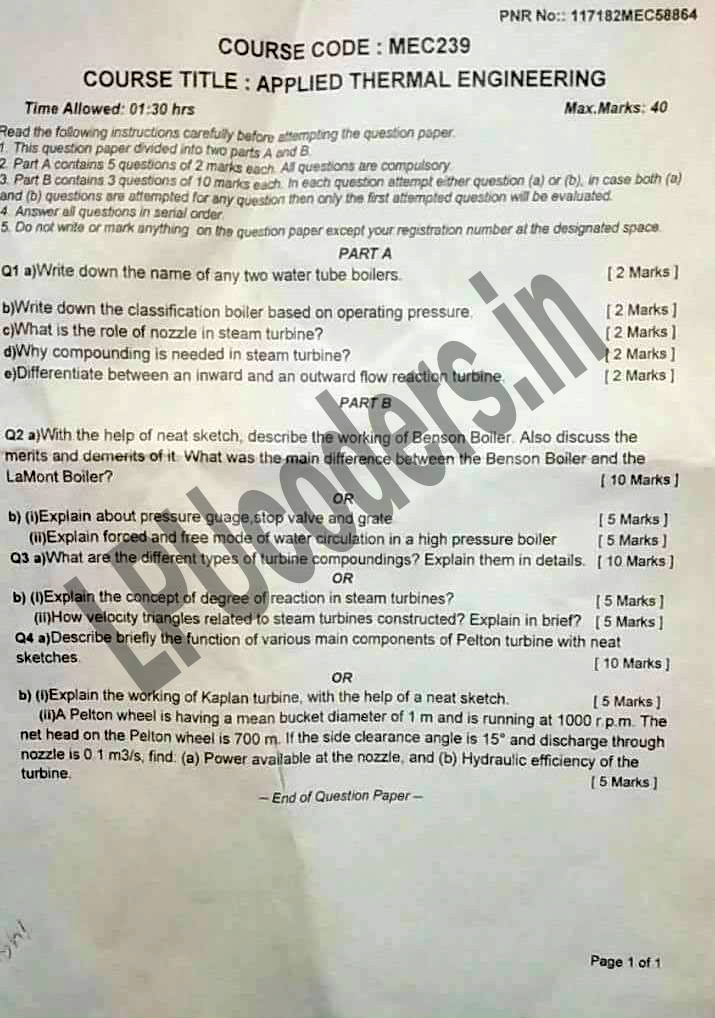 PNR No:: 117182MEC58864
COURSE CODE : MEC239
COURSE TITLE : APPLIED THERMAL ENGINEERING
Time Allowed: 01:30 hrs Max.Marks: 40
Read the following instructions carefully before attempting the question paper.
1. This question paper divided into two parts A and B.
2. Part A contains 5 questions of 2 marks each. All questions are compulsory.
3. Part B contains 3 questions of 10 marks each. In each question attempt either question (a) or (b), in case both (a)
and (b) questions are attempted for any question then only the first attempted question will be evaluated.
4. Answer all questions in serial order.
5. Do not write or mark anything on the question paper except your registration number at the designated space.
PART A
Q1 a)Write down the name of any two water tube boilers. [ 2 Marks ]
b)Write down the classification boiler based on operating pressure. [ 2 Marks ]
c)What is the role of nozzle in steam turbine? [ 2 Marks ]
d)Why compounding is needed in steam turbine? [ 2 Marks ]
e)Differentiate between an inward and an outward flow reaction turbine. [ 2 Marks ]
PART B
Q2 a)With the help of neat sketch, describe the working of Benson Boiler. Also discuss the
merits and demerits of it. What was the main difference between the Benson Boiler and the
LaMont Boiler? [ 10 Marks ]
OR
b) (i)Explain about pressure guage,stop valve and grate [ 5 Marks ]
(ii)Explain forced and free mode of water circulation in a high pressure boiler [ 5 Marks ]
Q3 a)What are the different types of turbine compoundings? Explain them in details. [ 10 Marks ]
OR
b) (i)Explain the concept of degree of reaction in steam turbines? [ 5 Marks ]
(ii)How velocity triangles related to steam turbines constructed? Explain in brief? [ 5 Marks ]
Q4 a)Describe briefly the function of various main components of Pelton turbine with neat
sketches. [ 10 Marks ]
OR
b) (i)Explain the working of Kaplan turbine, with the help of a neat sketch. [ 5 Marks ]
(ii)A Pelton wheel is having a mean bucket diameter of 1 m and is running at 1000 r.p.m. The
net head on the Pelton wheel is 700 m. If the side clearance angle is 15° and discharge through
nozzle is 0.1 m3/s, find: (a) Power available at the nozzle, and (b) Hydraulic efficiency of the
turbine. [ 5 Marks ]
-- End of Question Paper --
Page 1 of 1
LPUcoders.in